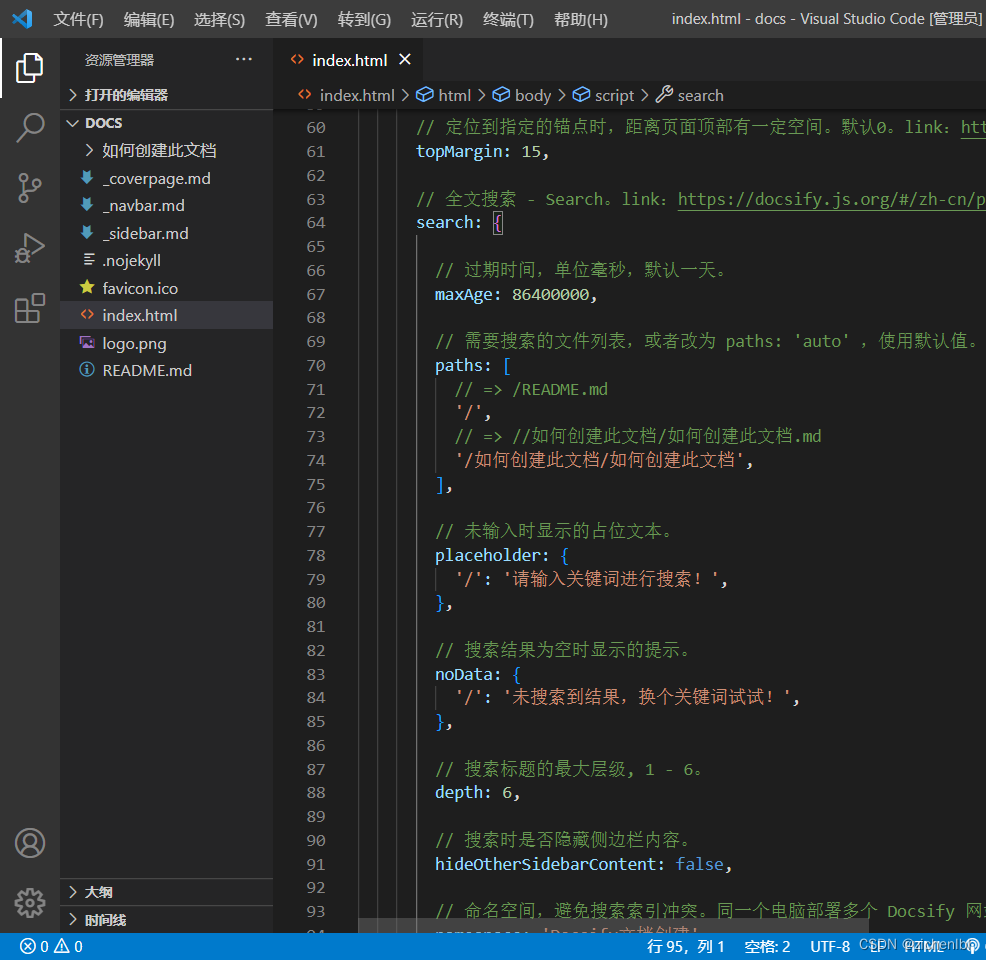 文件(F) 编辑(E) 选择(S) 查看(V) 转到(G) 运行(R) 终端(T) 帮助(H) index.html - docs - Visual Studio Code [管理员]
资源管理器 ···
打开的编辑器
DOCS
如何创建此文档
_coverpage.md
_navbar.md
_sidebar.md
.nojekyll
favicon.ico
index.html
logo.png
README.md
大纲
时间线
index.html
index.html > html > body > script > search
60 // 定位到指定的锚点时，距离页面顶部有一定空间。默认0。link：htt
61 topMargin: 15,
62
63 // 全文搜索 - Search。link：https://docsify.js.org/#/zh-cn/p
64 search: {
65
66 // 过期时间，单位毫秒，默认一天。
67 maxAge: 86400000,
68
69 // 需要搜索的文件列表，或者改为 paths: 'auto' ，使用默认值。
70 paths: [
71 // => /README.md
72 '/',
73 // => //如何创建此文档/如何创建此文档.md
74 '/如何创建此文档/如何创建此文档',
75 ],
76
77 // 未输入时显示的占位文本。
78 placeholder: {
79 '/': '请输入关键词进行搜索！',
80 },
81
82 // 搜索结果为空时显示的提示。
83 noData: {
84 '/': '未搜索到结果，换个关键词试试！',
85 },
86
87 // 搜索标题的最大层级, 1 - 6。
88 depth: 6,
89
90 // 搜索时是否隐藏侧边栏内容。
91 hideOtherSidebarContent: false,
92
93 // 命名空间，避免搜索索引冲突。同一个电脑部署多个 Docsify 网
94 namespace: 'Docsify文档创建'
0 0 行 95，列 1 空格: 2 UTF-8 LF HTML